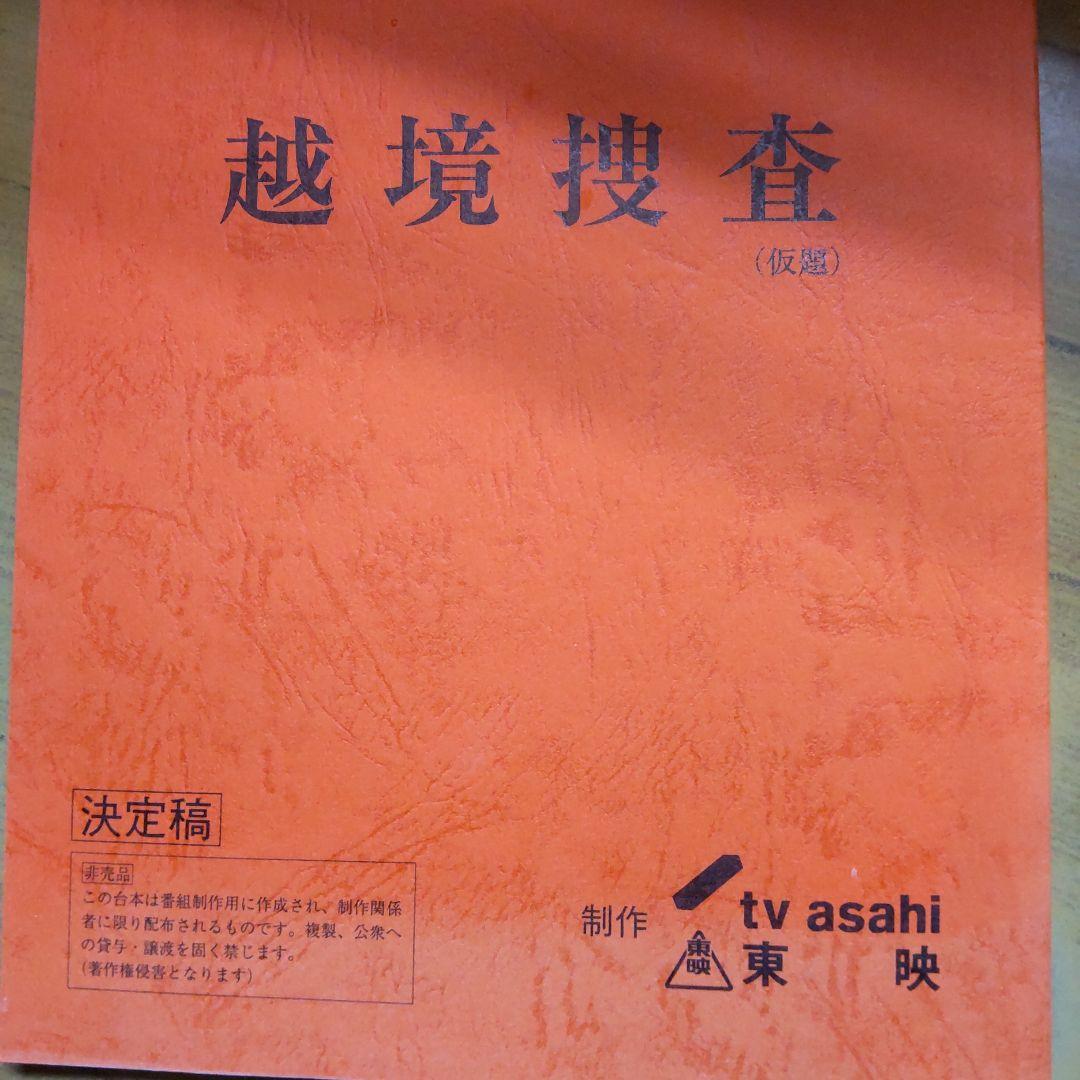 越境捜査
(仮題)
決定稿
非売品
この台本は番組制作用に作成され、制作関係
者に限り配布されるものです。複製、公衆へ
の貸与・譲渡を固く禁じます。
(著作権侵害となります)
制作
tv asahi
東映
東映